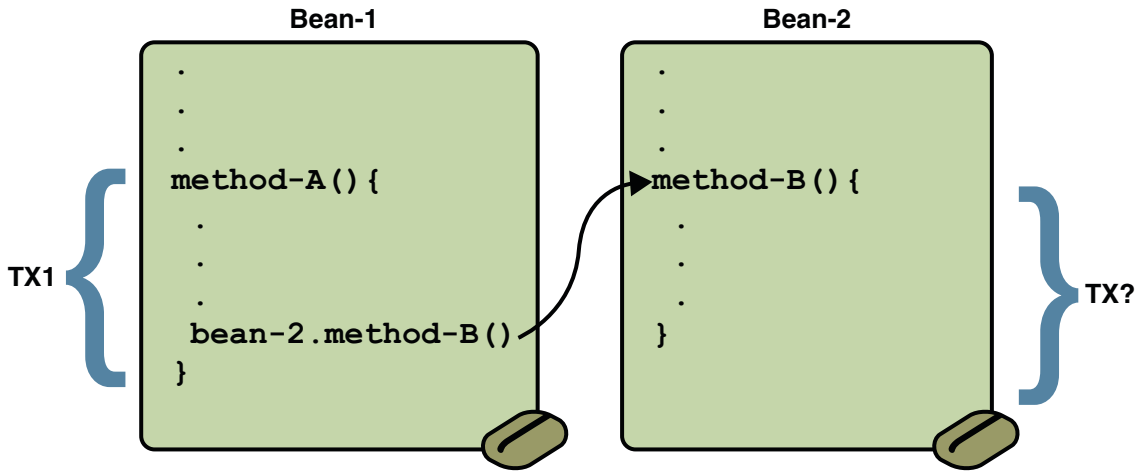 Bean-1
.
.
.
method-A(){
.
.
.
bean-2.method-B()
}
TX1
Bean-2
.
.
.
method-B(){
.
.
.
}
TX?